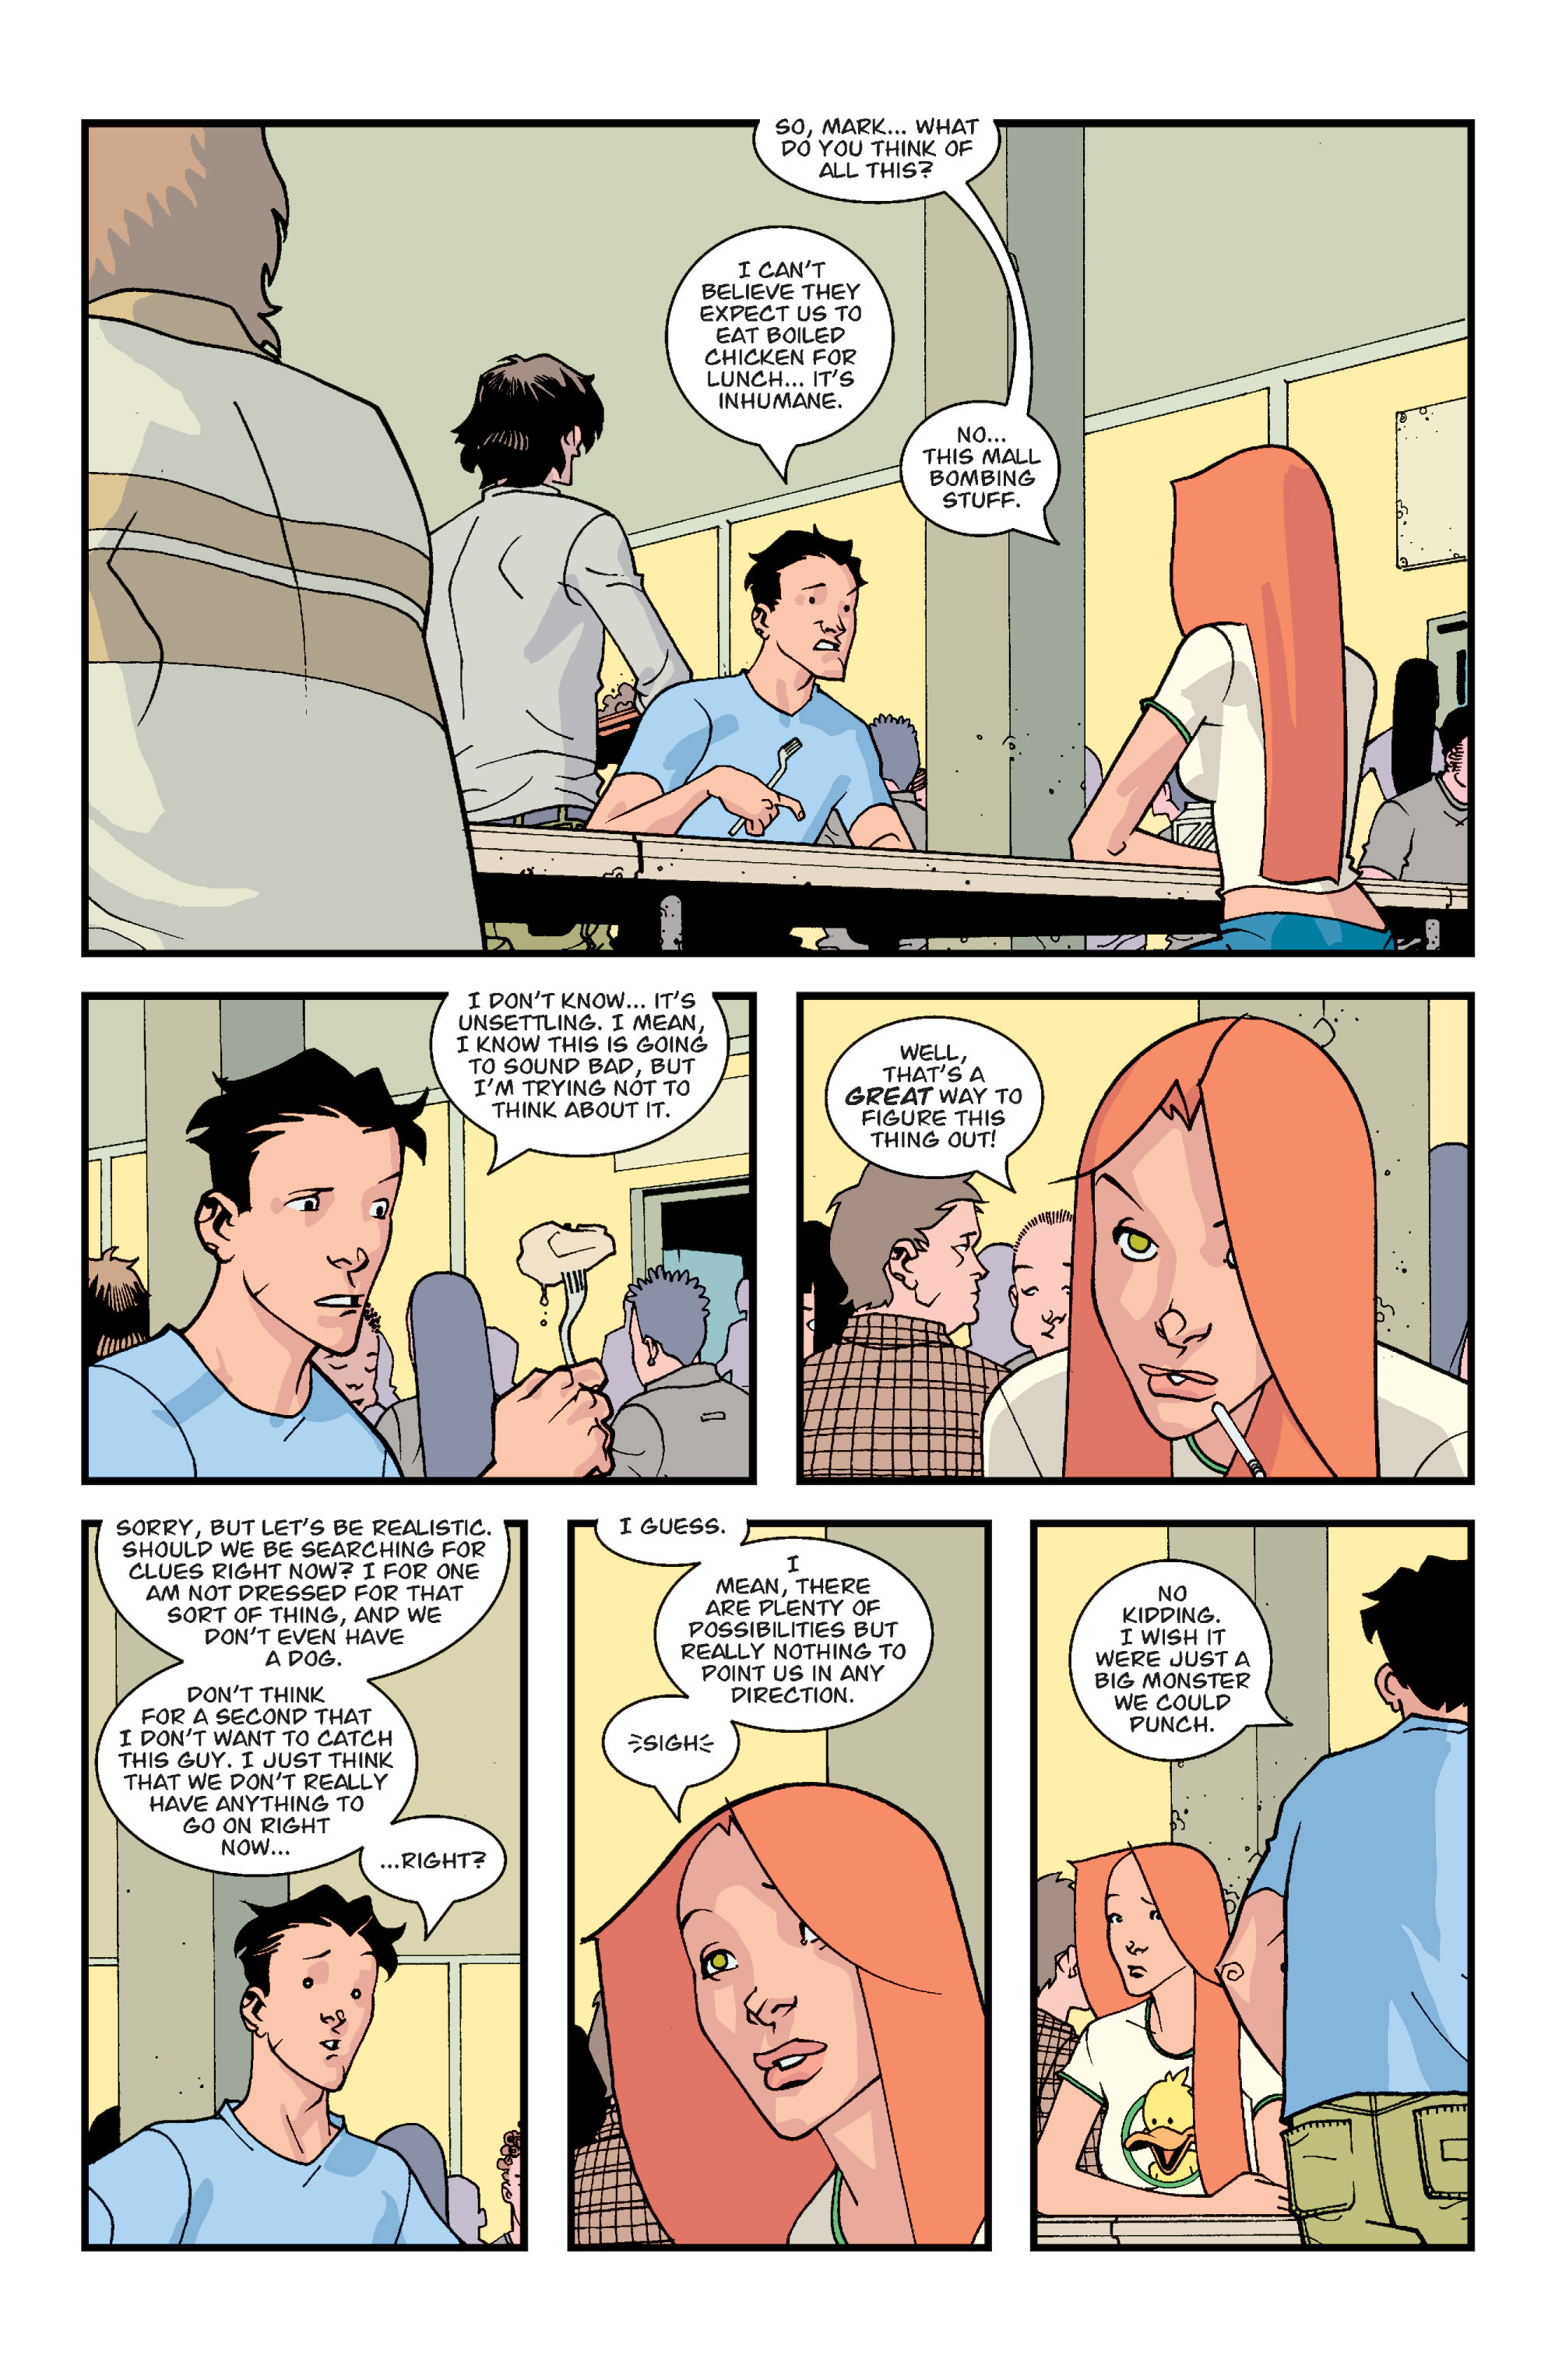 SO, MARK... WHAT
DO YOU THINK OF
ALL THIS?
I CAN'T
BELIEVE THEY
EXPECT US TO
EAT BOILED
CHICKEN FOR
LUNCH... IT'S
INHUMANE.
NO...
THIS MALL
BOMBING
STUFF.
I DON'T KNOW... IT'S
UNSETTLING. I MEAN,
I KNOW THIS IS GOING
TO SOUND BAD, BUT
I'M TRYING NOT TO
THINK ABOUT IT.
WELL,
THAT'S A
GREAT WAY TO
FIGURE THIS
THING OUT!
SORRY, BUT LET'S BE REALISTIC.
SHOULD WE BE SEARCHING FOR
CLUES RIGHT NOW? I FOR ONE
AM NOT DRESSED FOR THAT
SORT OF THING, AND WE
DON'T EVEN HAVE
A DOG.
DON'T THINK
FOR A SECOND THAT
I DON'T WANT TO CATCH
THIS GUY. I JUST THINK
THAT WE DON'T REALLY
HAVE ANYTHING TO
GO ON RIGHT
NOW...
...RIGHT?
I GUESS.
I
MEAN, THERE
ARE PLENTY OF
POSSIBILITIES BUT
REALLY NOTHING TO
POINT US IN ANY
DIRECTION.
SIGH
NO
KIDDING.
I WISH IT
WERE JUST A
BIG MONSTER
WE COULD
PUNCH.